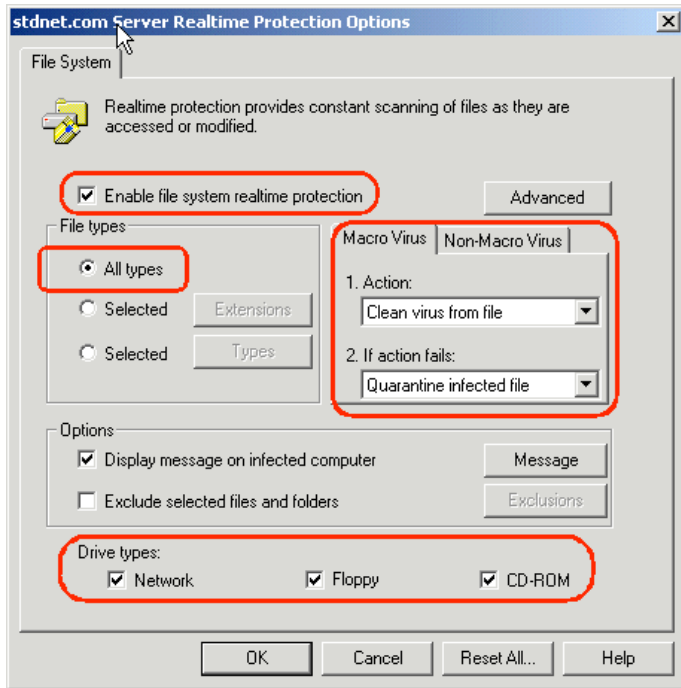 stdnet.com Server Realtime Protection Options
File System
Realtime protection provides constant scanning of files as they are
accessed or modified.
Enable file system realtime protection
Advanced
File types
All types
Selected
Extensions
Selected
Types
Macro Virus
Non-Macro Virus
1. Action:
Clean virus from file
2. If action fails:
Quarantine infected file
Options
Display message on infected computer
Message
Exclude selected files and folders
Exclusions
Drive types:
Network
Floppy
CD-ROM
OK
Cancel
Reset All...
Help